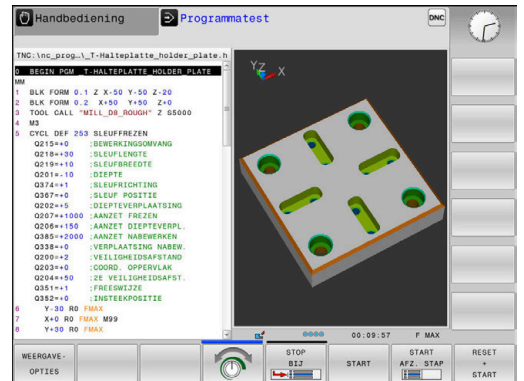 Handbediening
Programmatest
DNC
TNC:\nc_prog…\_T-Halteplatte_holder_plate.h
0 BEGIN PGM _T-HALTEPLATTE_HOLDER_PLATE
MM
1 BLK FORM 0.1 Z X-50 Y-50 Z-20
2 BLK FORM 0.2 X+50 Y+50 Z+0
3 TOOL CALL "MILL_D8_ROUGH" Z S5000
4 M3
5 CYCL DEF 253 SLEUFFREZEN
Q215=+0 ;BEWERKINGSOMVANG
Q218=+30 ;SLEUFLENGTE
Q219=+10 ;SLEUFBREEDTE
Q201=-10 ;DIEPTE
Q374=+1 ;SLEUFRICHTING
Q367=+0 ;SLEUF POSITIE
Q202=+5 ;DIEPTEVERPLAATSING
Q207=+1000 ;AANZET FREZEN
Q206=+150 ;AANZET DIEPTEVERPL.
Q385=+2000 ;AANZET NABEWERKEN
Q338=+0 ;VERPLAATSING NABEW.
Q200=+2 ;VEILIGHEIDSAFSTAND
Q203=+0 ;COORD. OPPERVLAK
Q204=+50 ;2E VEILIGHEIDSAFST.
Q351=+1 ;FREESWIJZE
Q352=+0 ;INSTEEKPOSITIE
6 Y-30 R0 FMAX
7 X+0 R0 FMAX M99
8 Y+30 R0 FMAX
Y Z X
00:09:57 F MAX
WEERGAVE-
OPTIES
STOP
BIJ
START
START
AFZ. STAP
RESET
+
START